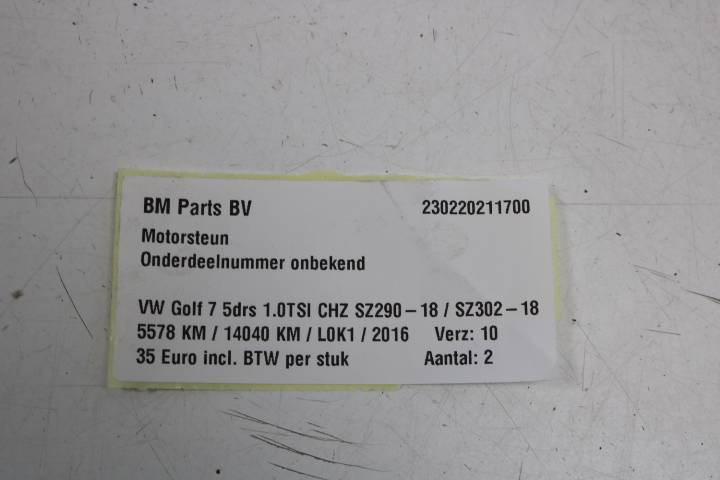 BM Parts BV 230220211700
Motorsteun
Onderdeelnummer onbekend
VW Golf 7 5drs 1.0TSI CHZ SZ290-18 / SZ302-18
5578 KM / 14040 KM / L0K1 / 2016 Verz: 10
35 Euro incl. BTW per stuk Aantal: 2